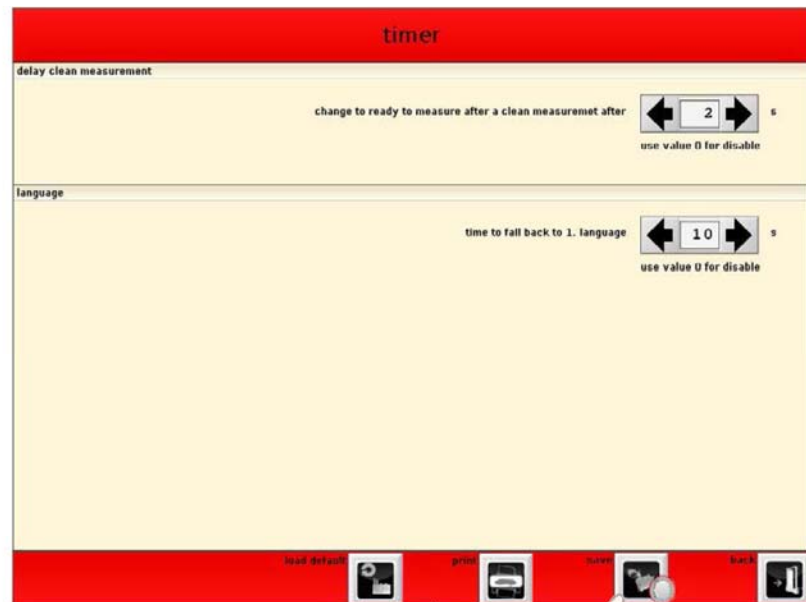 timer
delay clean measurement
change to ready to measure after a clean measuremet after
2
s
use value 0 for disable
language
time to fall back to 1. language
10
s
use value 0 for disable
load default
print
save
back